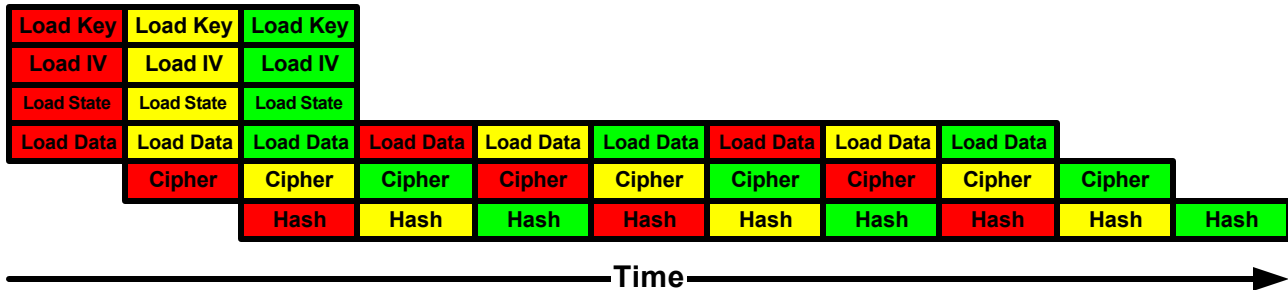 Load Key Load Key Load Key
Load IV Load IV Load IV
Load State Load State Load State
Load Data Load Data Load Data Load Data Load Data Load Data Load Data Load Data Load Data
Cipher Cipher Cipher Cipher Cipher Cipher Cipher Cipher Cipher
Hash Hash Hash Hash Hash Hash Hash Hash Hash
Time